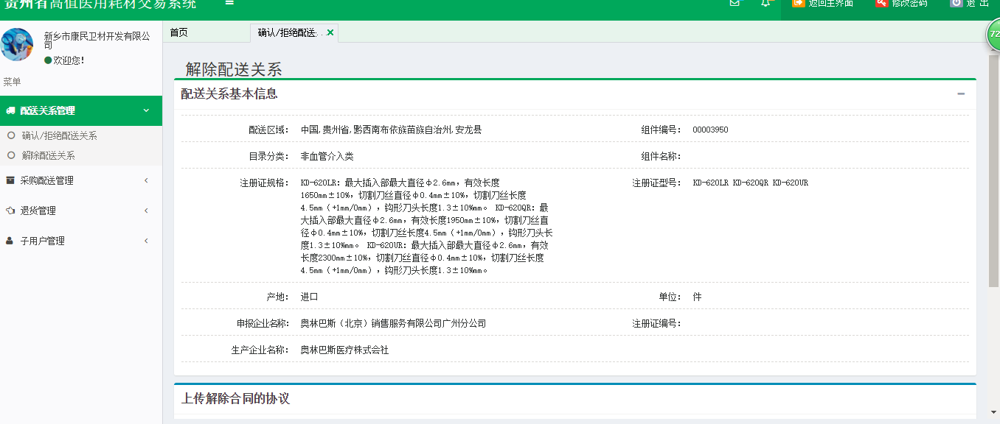 贵州省高值医用耗材交易系统
返回主界面
修改密码
退 出
新乡市康民卫材开发有限公
司
欢迎您！
首页
确认/拒绝配送..
72
菜单
配送关系管理
确认/拒绝配送关系
解除配送关系
采购配送管理
退货管理
子用户管理
解除配送关系
配送关系基本信息
配送区域： 中国,贵州省,黔西南布依族苗族自治州,安龙县
组件编号： 00003950
目录分类： 非血管介入类
组件名称：
注册证规格： KD-620LR：最大插入部最大直径φ2.6mm，有效长度
1650mm±10%，切割刀丝直径φ0.4mm±10%，切割刀丝长度
4.5mm（+1mm/0mm），钩形刀头长度1.3±10%mm。 KD-620QR：最
大插入部最大直径φ2.6mm，有效长度1950mm±10%，切割刀丝直
径φ0.4mm±10%，切割刀丝长度4.5mm（+1mm/0mm），钩形刀头长
度1.3±10%mm。 KD-620UR：最大插入部最大直径φ2.6mm，有效
长度2300mm±10%，切割刀丝直径φ0.4mm±10%，切割刀丝长度
4.5mm（+1mm/0mm），钩形刀头长度1.3±10%mm。
注册证型号： KD-620LR KD-620QR KD-620UR
产地： 进口
单位： 件
申报企业名称： 奥林巴斯（北京）销售服务有限公司广州分公司
注册证编号：
生产企业名称： 奥林巴斯医疗株式会社
上传解除合同的协议